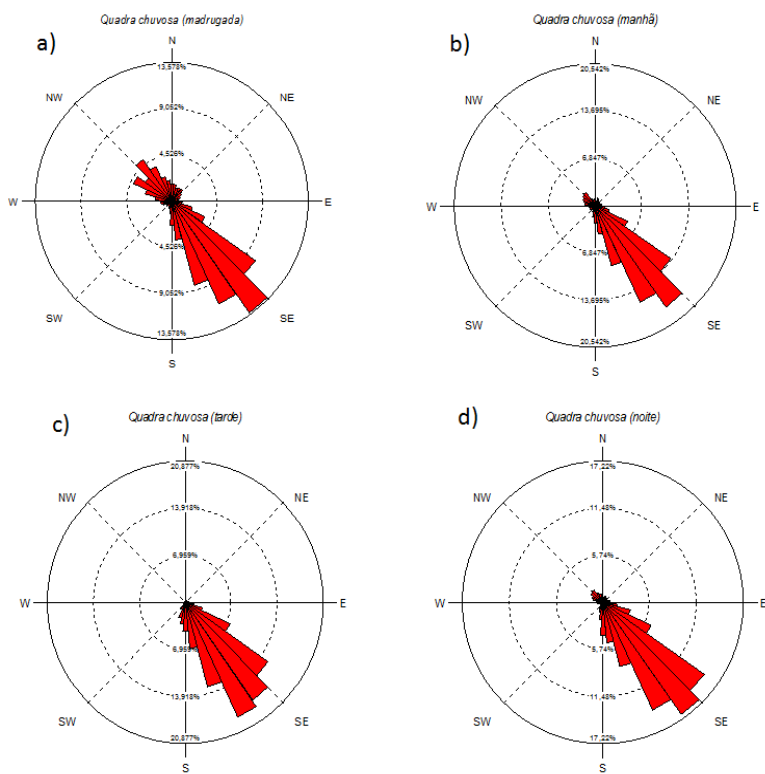 Quadra chuvosa (madrugada)
a)
N
13,578%
NW
NE
9,052%
4,526%
W
E
4,526%
9,052%
SW
SE
13,578%
S
Quadra chuvosa (manhã)
b)
N
20,542%
NW
NE
13,695%
6,847%
W
E
6,847%
13,695%
SW
SE
20,542%
S
Quadra chuvosa (tarde)
c)
N
20,877%
NW
NE
13,918%
6,959%
W
E
6,959%
13,918%
SW
SE
20,877%
S
Quadra chuvosa (noite)
d)
N
17,22%
NW
NE
11,48%
5,74%
W
E
5,74%
11,48%
SW
SE
17,22%
S